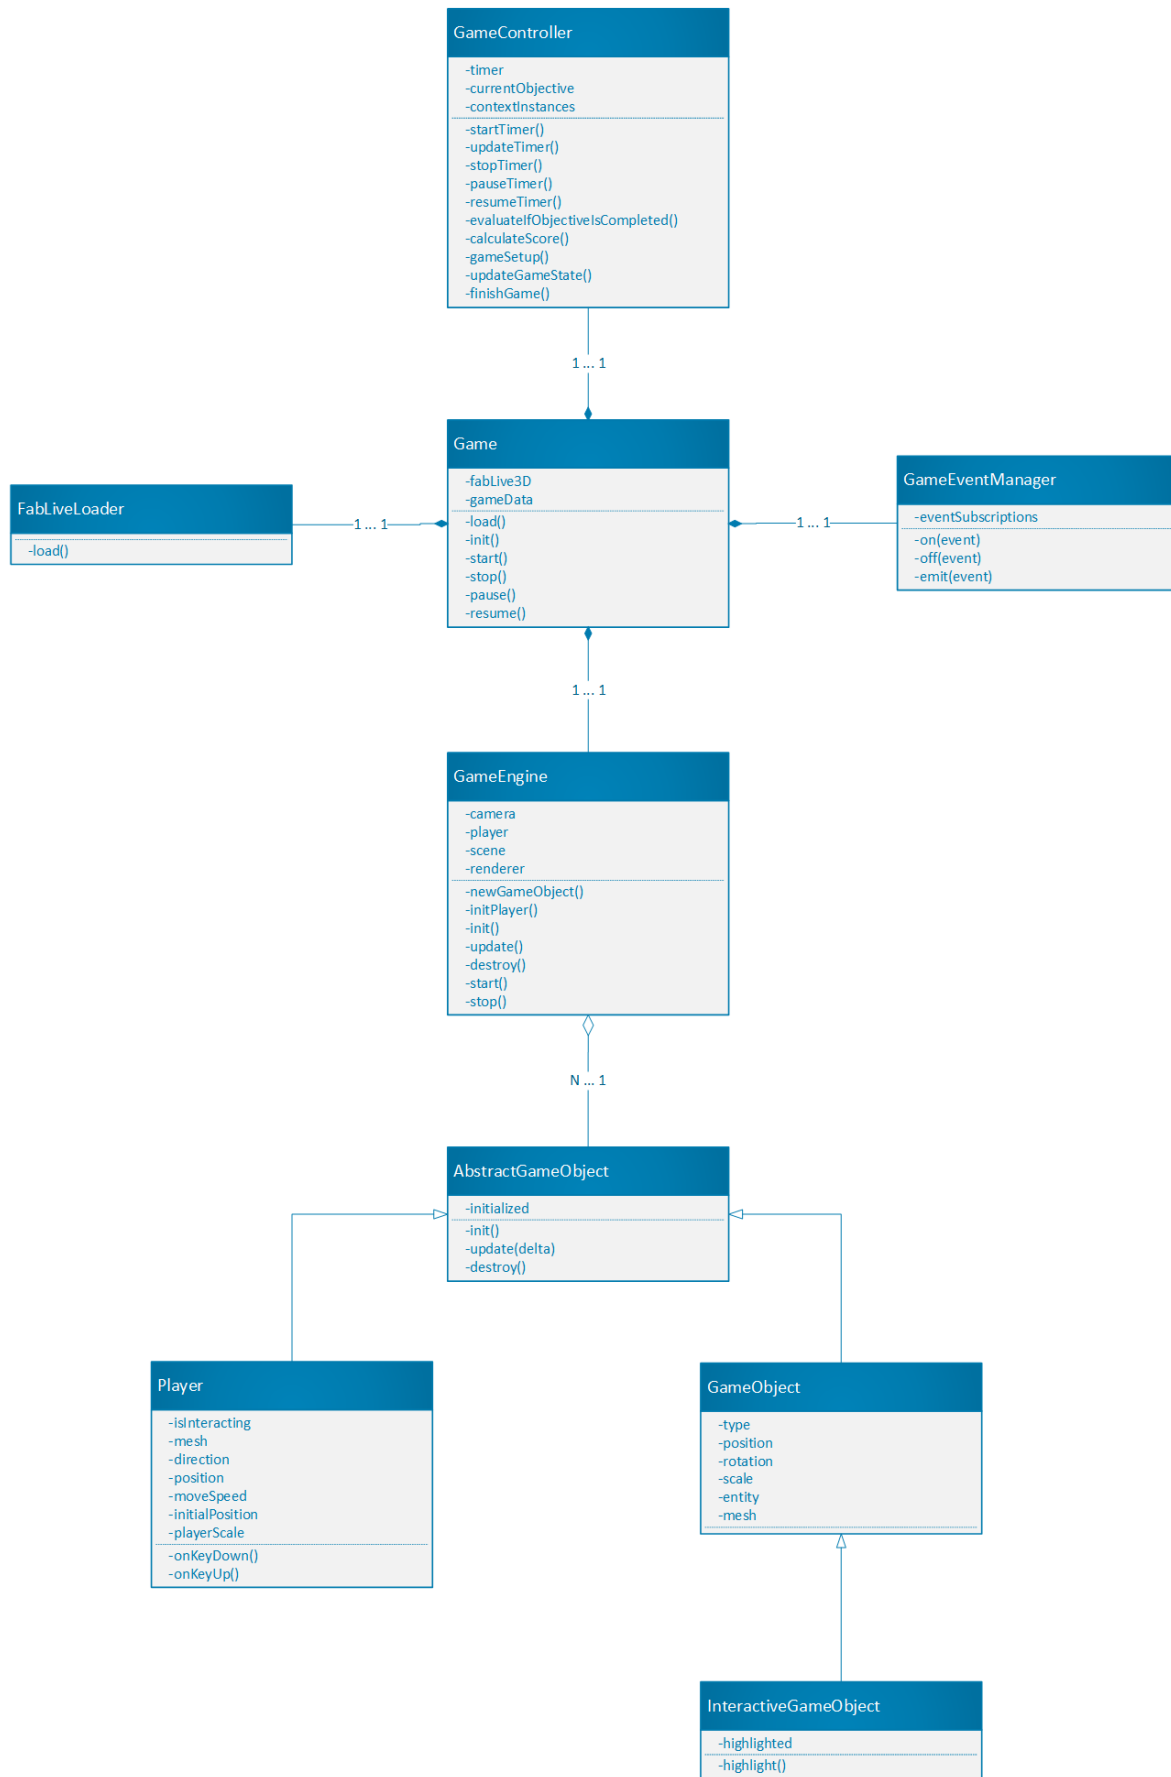 GameController
-timer
-currentObjective
-contextInstances
-startTimer()
-updateTimer()
-stopTimer()
-pauseTimer()
-resumeTimer()
-evaluateIfObjectiveIsCompleted()
-calculateScore()
-gameSetup()
-updateGameState()
-finishGame()
1 ... 1
Game
-fabLive3D
-gameData
-load()
-init()
-start()
-stop()
-pause()
-resume()
FabLiveLoader
-load()
1 ... 1
1 ... 1
GameEventManager
-eventSubscriptions
-on(event)
-off(event)
-emit(event)
1 ... 1
GameEngine
-camera
-player
-scene
-renderer
-newGameObject()
-initPlayer()
-init()
-update()
-destroy()
-start()
-stop()
N ... 1
AbstractGameObject
-initialized
-init()
-update(delta)
-destroy()
Player
-isInteracting
-mesh
-direction
-position
-moveSpeed
-initialPosition
-playerScale
-onKeyDown()
-onKeyUp()
GameObject
-type
-position
-rotation
-scale
-entity
-mesh
InteractiveGameObject
-highlighted
-highlight()